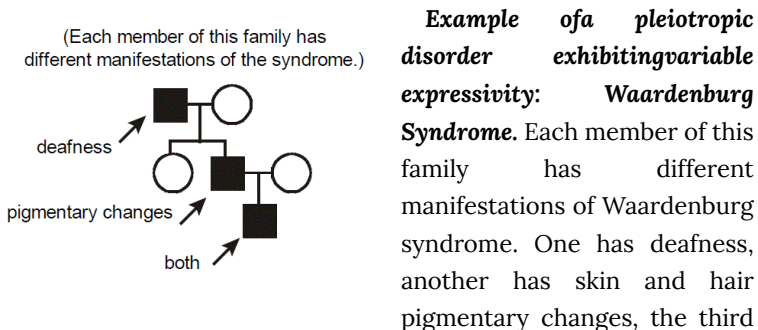 (Each member of this family has
different manifestations of the syndrome.)
deafness
pigmentary changes
both
Example ofa pleiotropic
disorder exhibitingvariable
expressivity: Waardenburg
Syndrome. Each member of this
family has different
manifestations of Waardenburg
syndrome. One has deafness,
another has skin and hair
pigmentary changes, the third